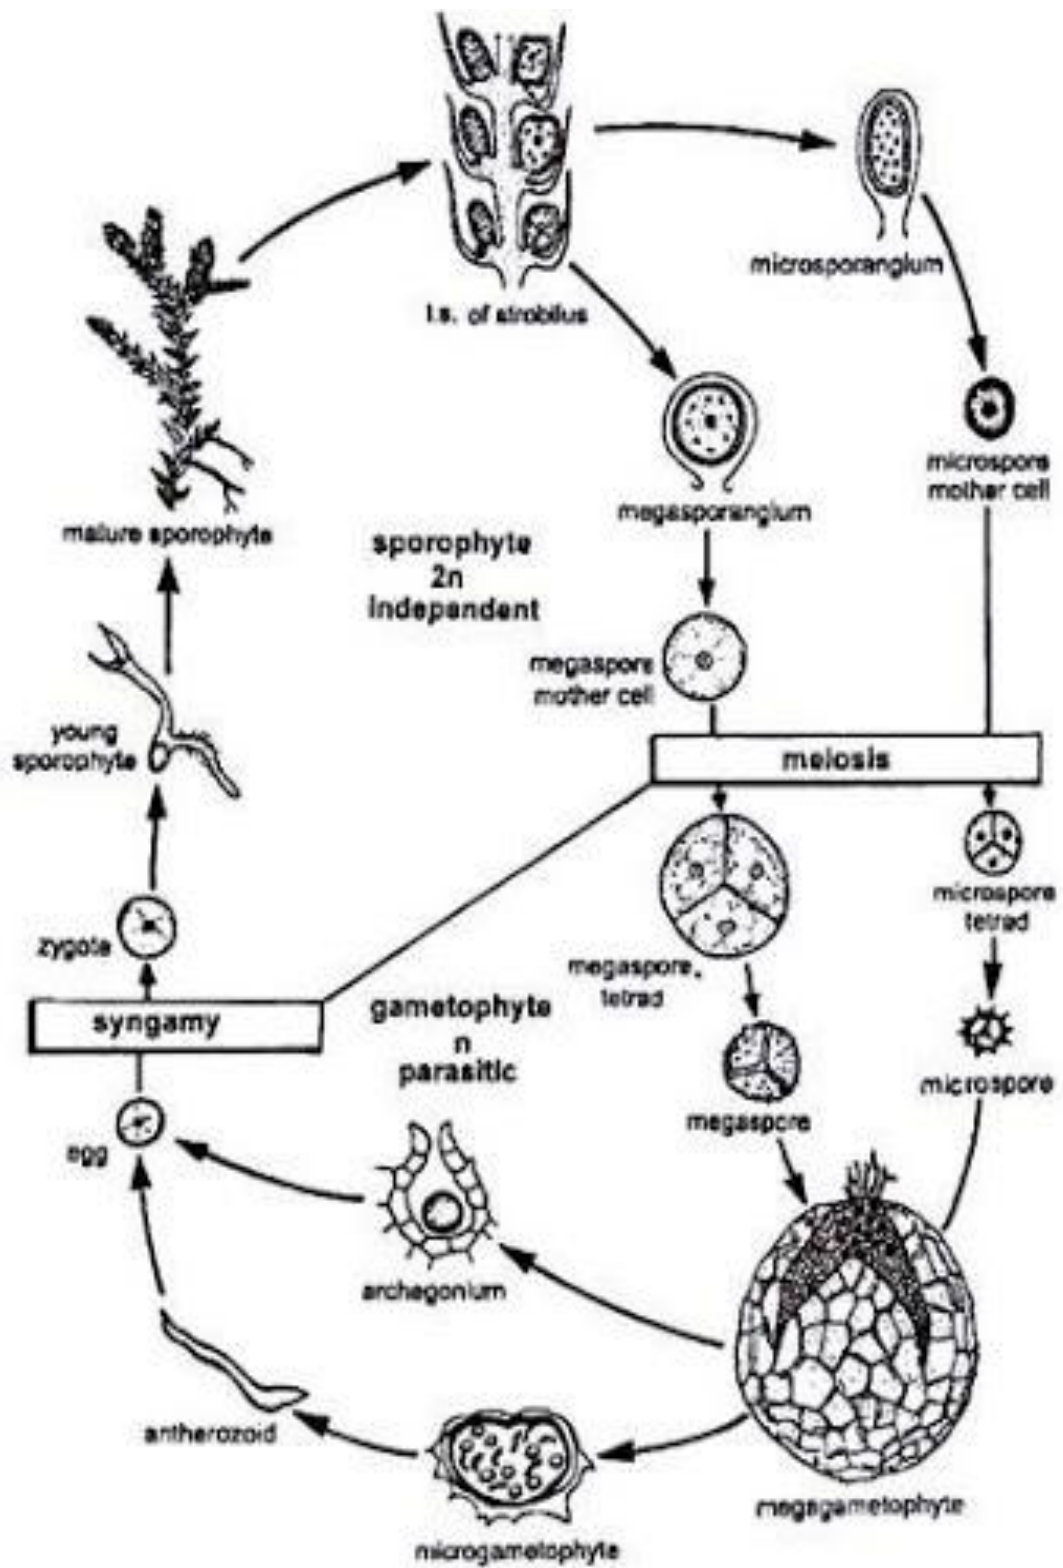 l.s. of strobilus
microsporangium
microspore
mother cell
megasporangium
mature sporophyte
sporophyte
2n
independent
megaspore
mother cell
young
sporophyte
meiosis
microspore
tetrad
zygote
megaspore
tetrad
syngamy
gametophyte
n
parasitic
microspore
megaspore
egg
archegonium
antherozoid
megagametophyte
microgametophyte